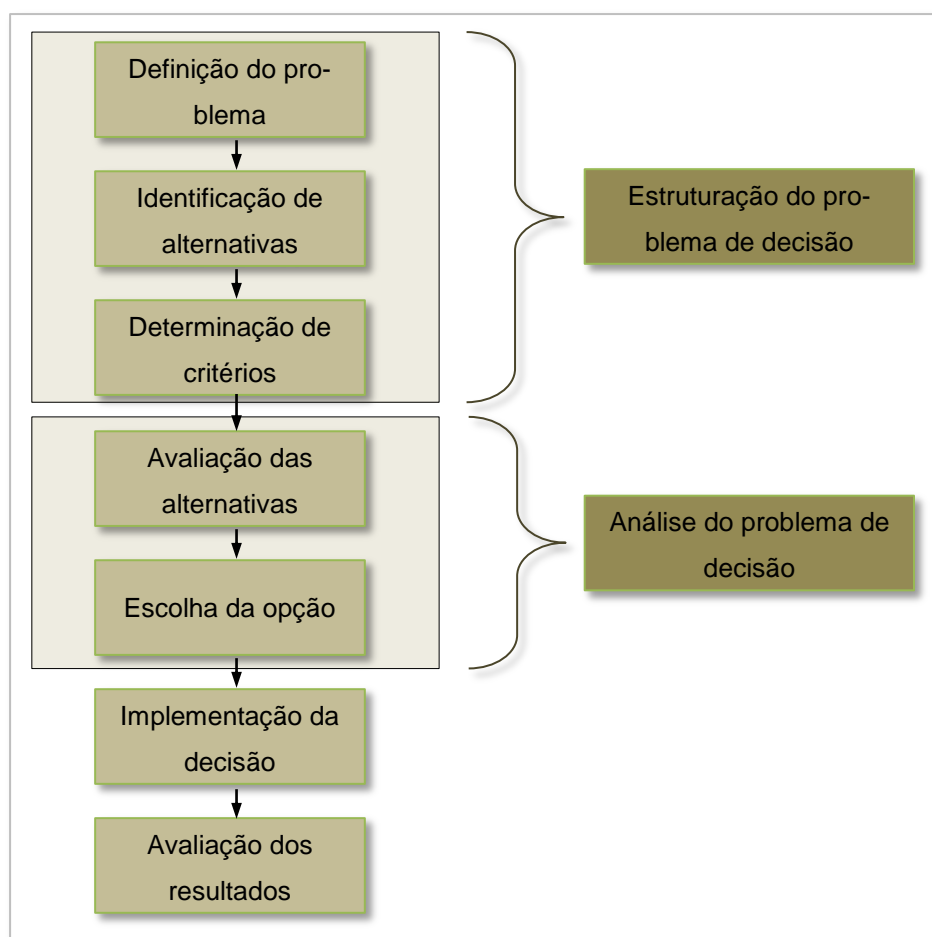 Definição do pro-
blema
Identificação de
alternativas
Determinação de
critérios
Estruturação do pro-
blema de decisão
Avaliação das
alternativas
Escolha da opção
Análise do problema de
decisão
Implementação da
decisão
Avaliação dos
resultados